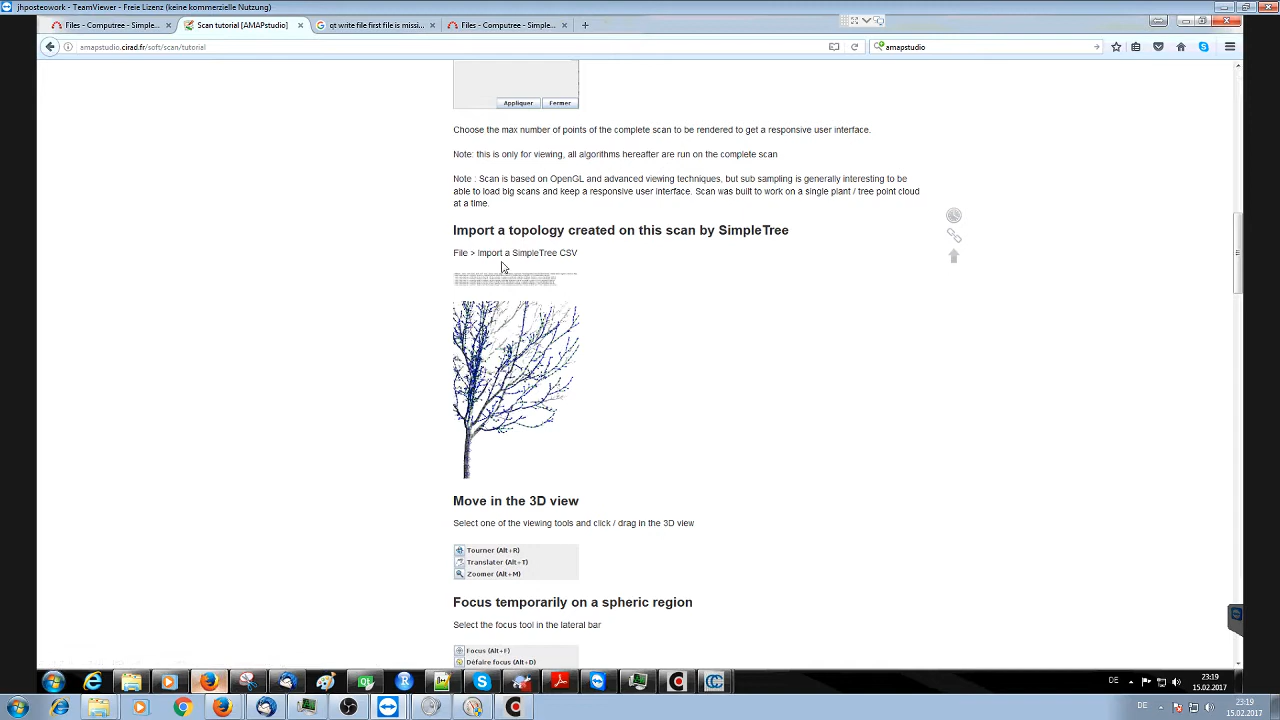 jhposteowork - TeamViewer - Freie Lizenz (keine kommerzielle Nutzung)
Files - Computree - Simple...
Scan tutorial [AMAPstudio]
qt write file first file is missi...
Files - Computree - Simple...
amapstudio.cirad.fr/soft/scan/tutorial
amapstudio
Appliquer Fermer
Choose the max number of points of the complete scan to be rendered to get a responsive user interface.
Note: this is only for viewing, all algorithms hereafter are run on the complete scan
Note : Scan is based on OpenGL and advanced viewing techniques, but sub sampling is generally interesting to be
able to load big scans and keep a responsive user interface. Scan was built to work on a single plant / tree point cloud
at a time.
Import a topology created on this scan by SimpleTree
File > Import a SimpleTree CSV
Move in the 3D view
Select one of the viewing tools and click / drag in the 3D view
Tourner (Alt+R)
Translater (Alt+T)
Zoomer (Alt+M)
Focus temporarily on a spheric region
Select the focus tool in the lateral bar
Focus (Alt+F)
Défaire focus (Alt+D)
DE
23:19
15.02.2017
DE
23:19
15.02.2017